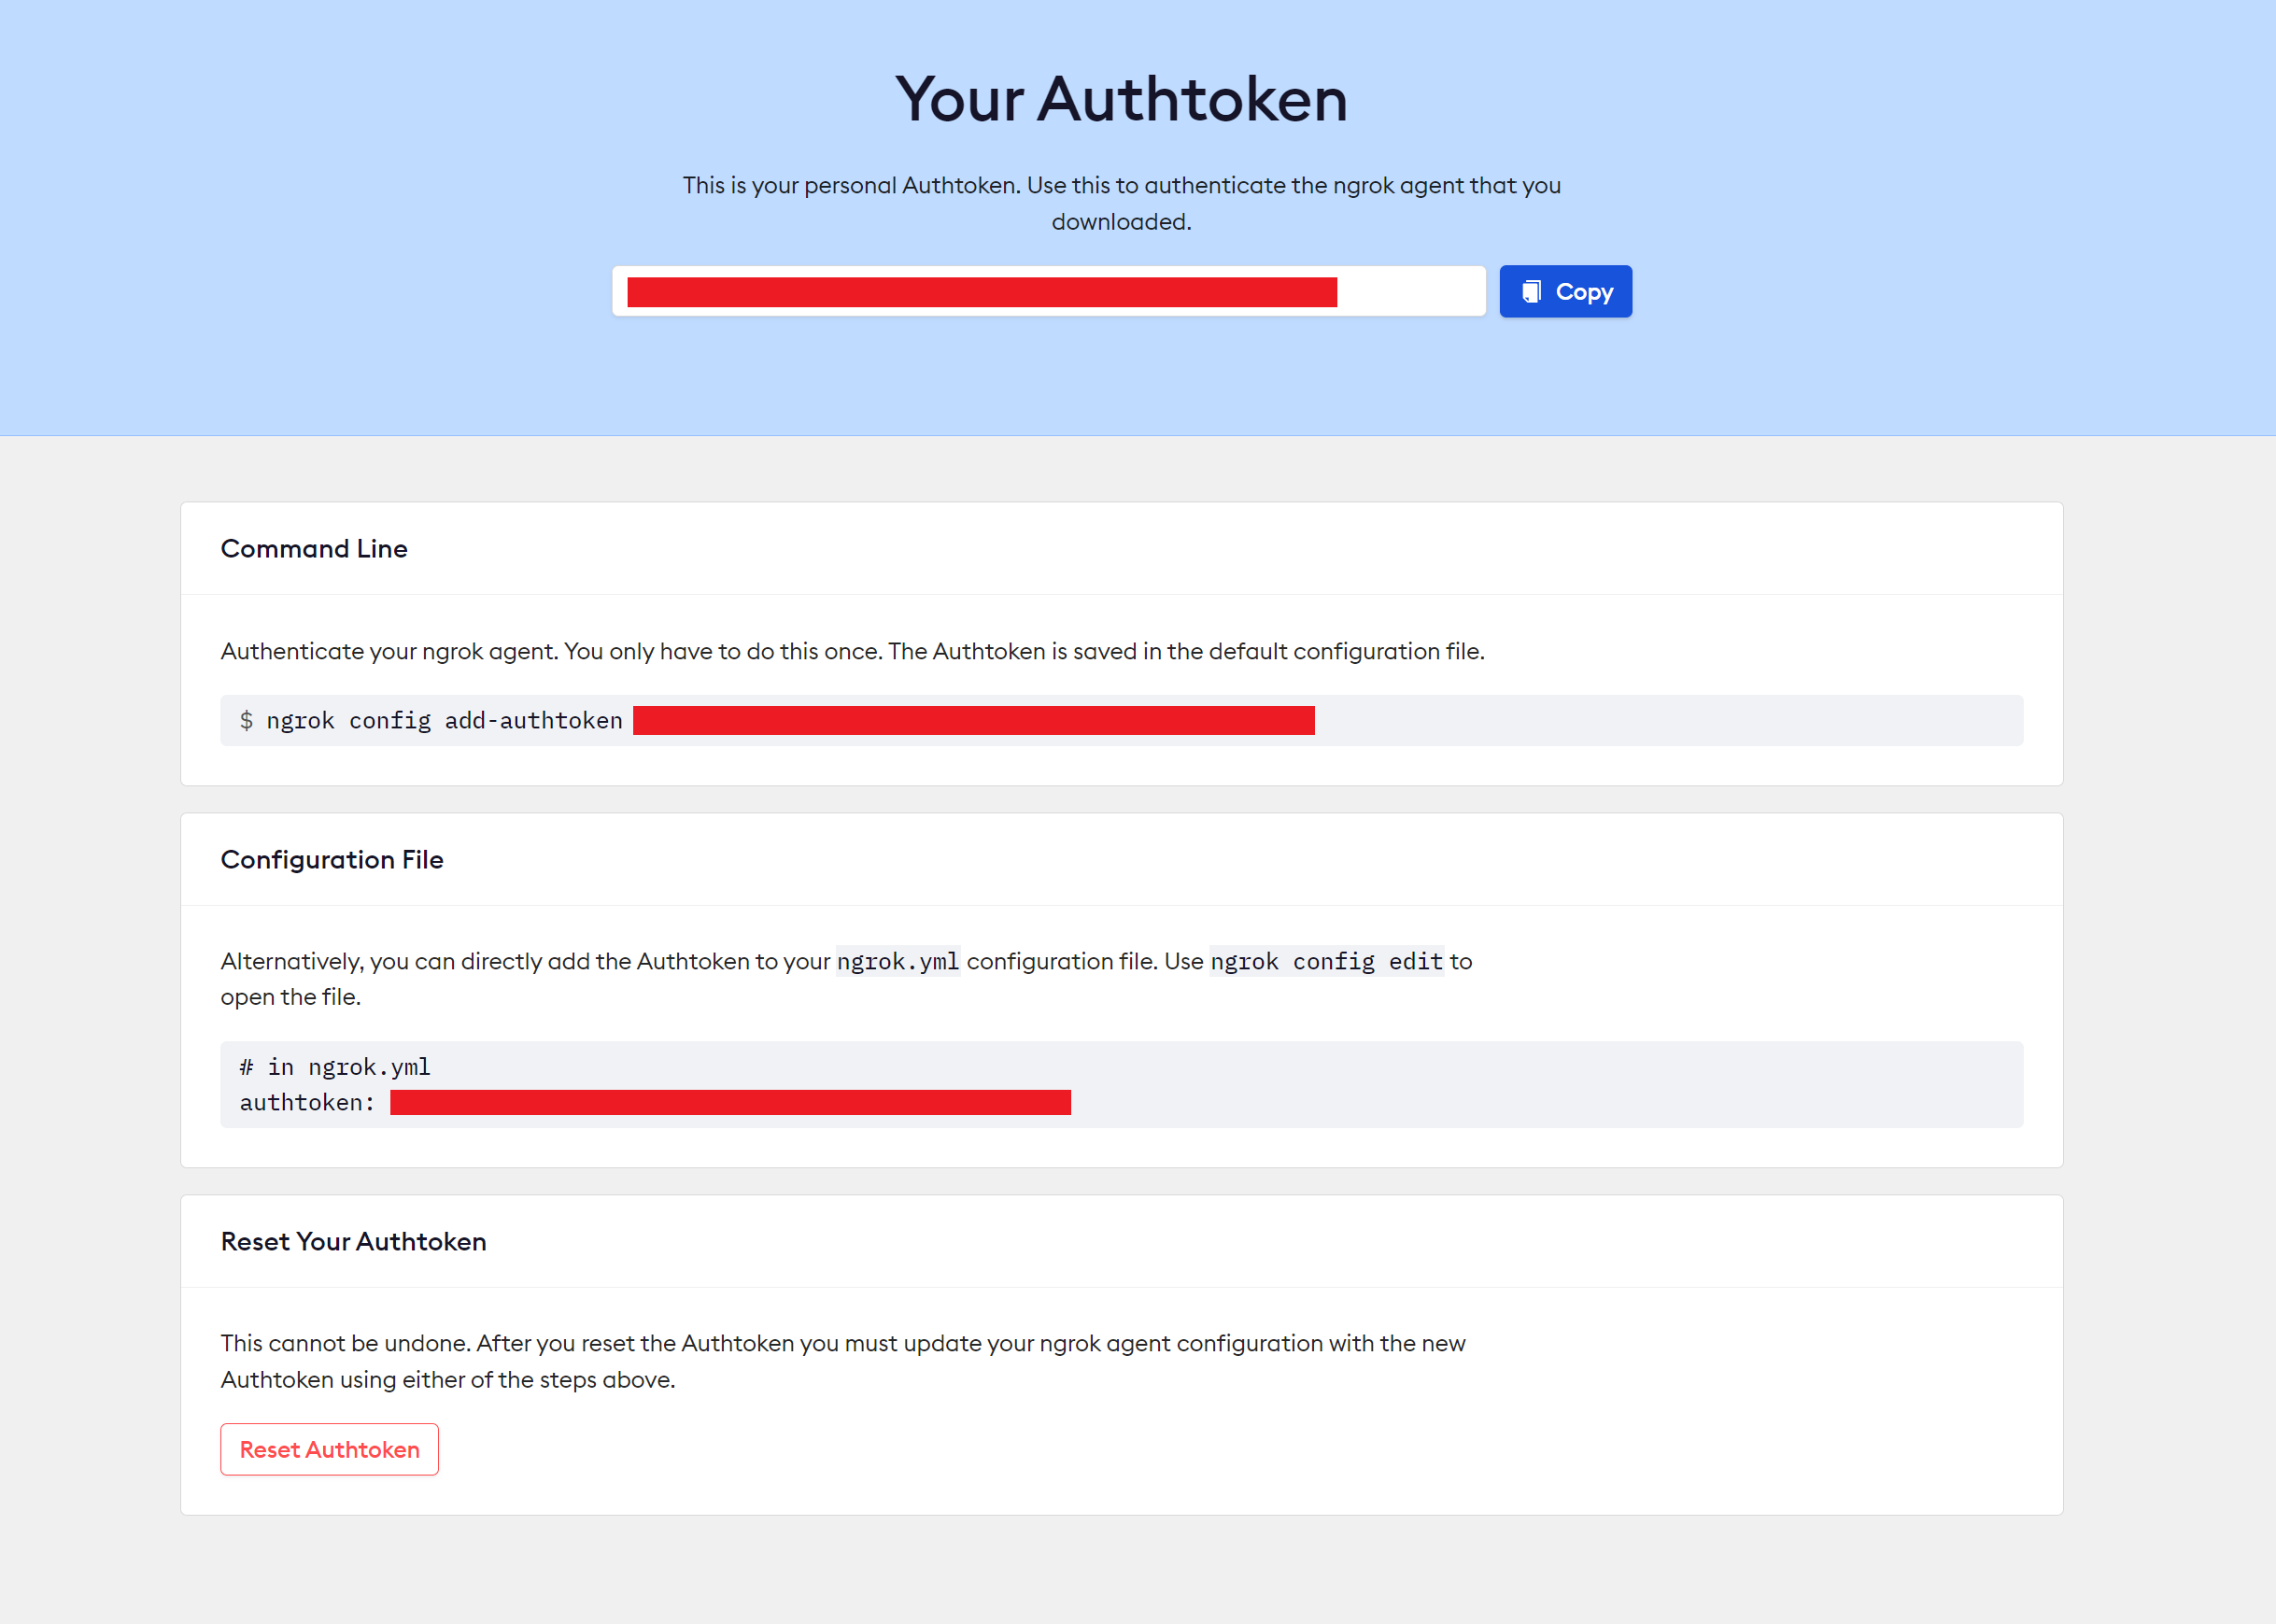 Your Authtoken
This is your personal Authtoken. Use this to authenticate the ngrok agent that you
downloaded.
Copy
Command Line
Authenticate your ngrok agent. You only have to do this once. The Authtoken is saved in the default configuration file.
$ ngrok config add-authtoken
Configuration File
Alternatively, you can directly add the Authtoken to your ngrok.yml configuration file. Use ngrok config edit to
open the file.
# in ngrok.yml
authtoken:
Reset Your Authtoken
This cannot be undone. After you reset the Authtoken you must update your ngrok agent configuration with the new
Authtoken using either of the steps above.
Reset Authtoken